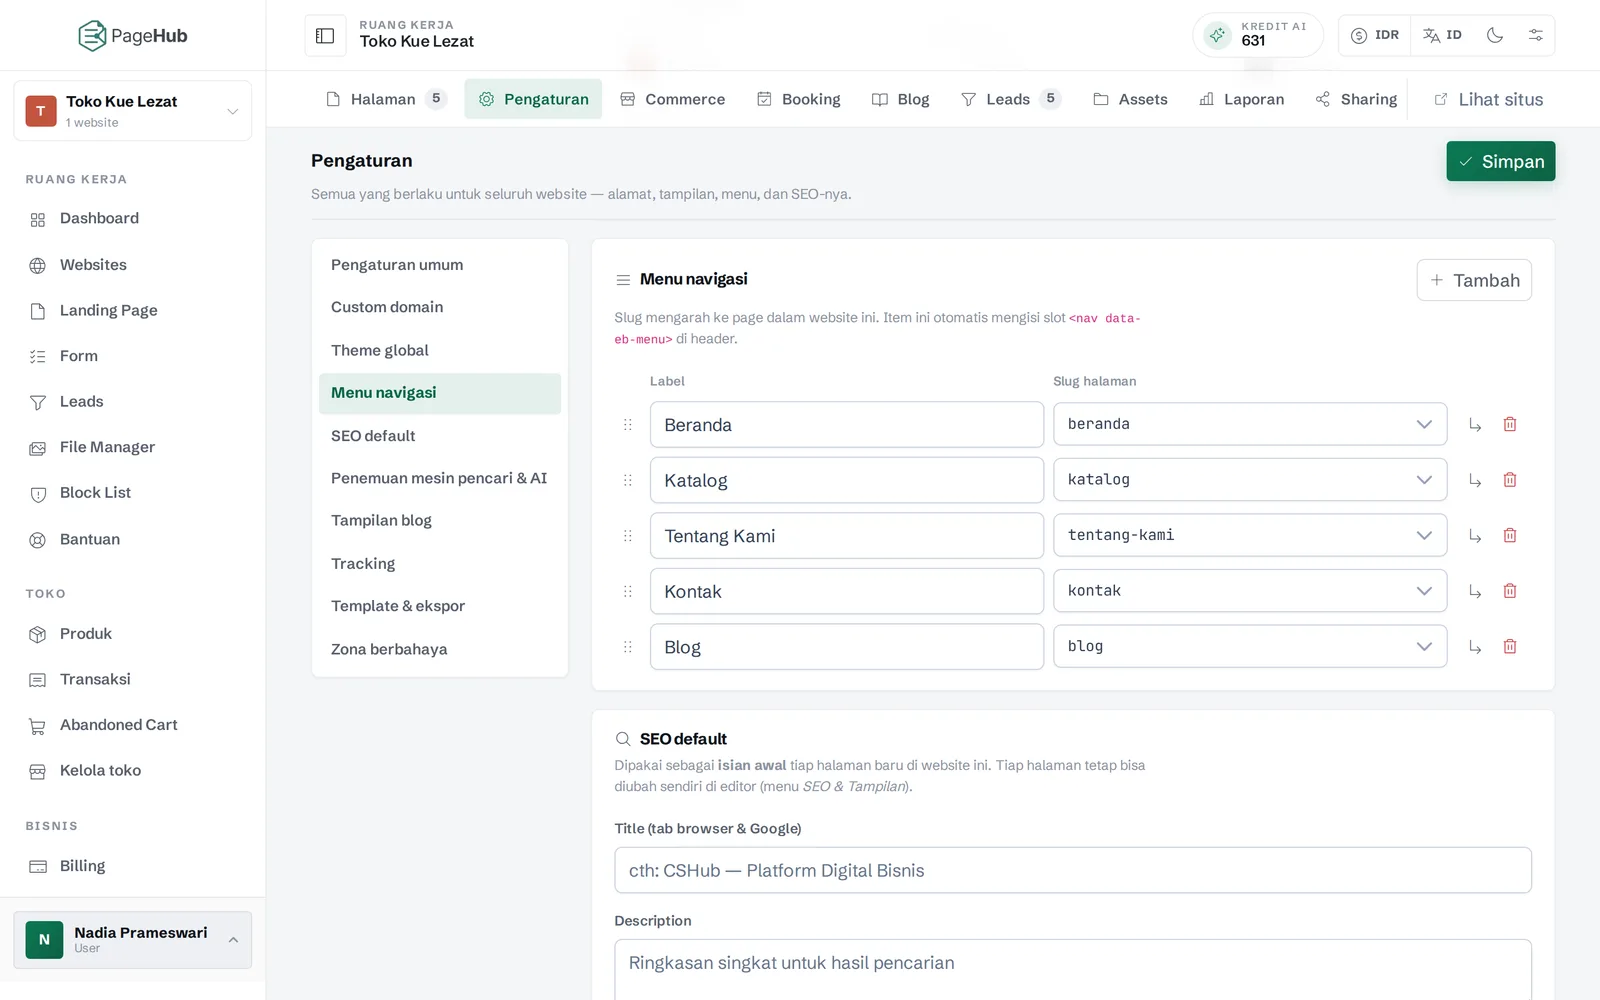 PageHub
RUANG KERJA
Toko Kue Lezat
KREDIT AI
631
IDR
ID
T
Toko Kue Lezat
1 website
RUANG KERJA
Dashboard
Websites
Landing Page
Form
Leads
File Manager
Block List
Bantuan
TOKO
Produk
Transaksi
Abandoned Cart
Kelola toko
BISNIS
Billing
N
Nadia Prameswari
User
Halaman 5
Pengaturan
Commerce
Booking
Blog
Leads 5
Assets
Laporan
Sharing
Lihat situs
Pengaturan
Semua yang berlaku untuk seluruh website — alamat, tampilan, menu, dan SEO-nya.
Simpan
Pengaturan umum
Custom domain
Theme global
Menu navigasi
SEO default
Penemuan mesin pencari & AI
Tampilan blog
Tracking
Template & ekspor
Zona berbahaya
Menu navigasi
Tambah
Slug mengarah ke page dalam website ini. Item ini otomatis mengisi slot <nav data-
eb-menu> di header.
Label
Slug halaman
Beranda
beranda
Katalog
katalog
Tentang Kami
tentang-kami
Kontak
kontak
Blog
blog
SEO default
Dipakai sebagai isian awal tiap halaman baru di website ini. Tiap halaman tetap bisa
diubah sendiri di editor (menu SEO & Tampilan).
Title (tab browser & Google)
cth: CSHub — Platform Digital Bisnis
Description
Ringkasan singkat untuk hasil pencarian